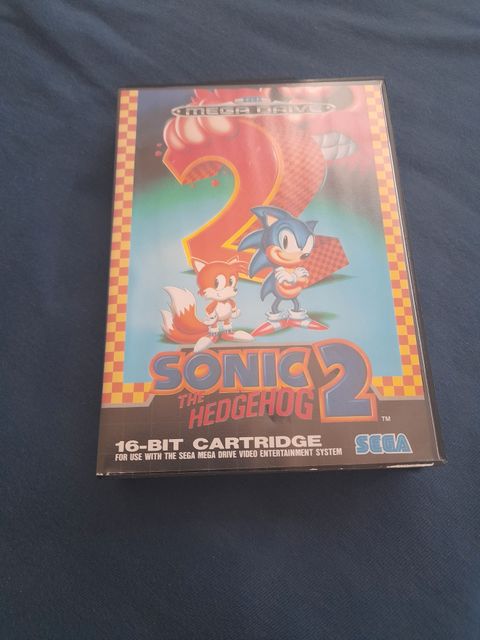 SEGA
MEGA DRIVE
2
SONIC
THE
HEDGEHOG 2
TM
16-BIT CARTRIDGE
FOR USE WITH THE SEGA MEGA DRIVE VIDEO ENTERTAINMENT SYSTEM
SEGA